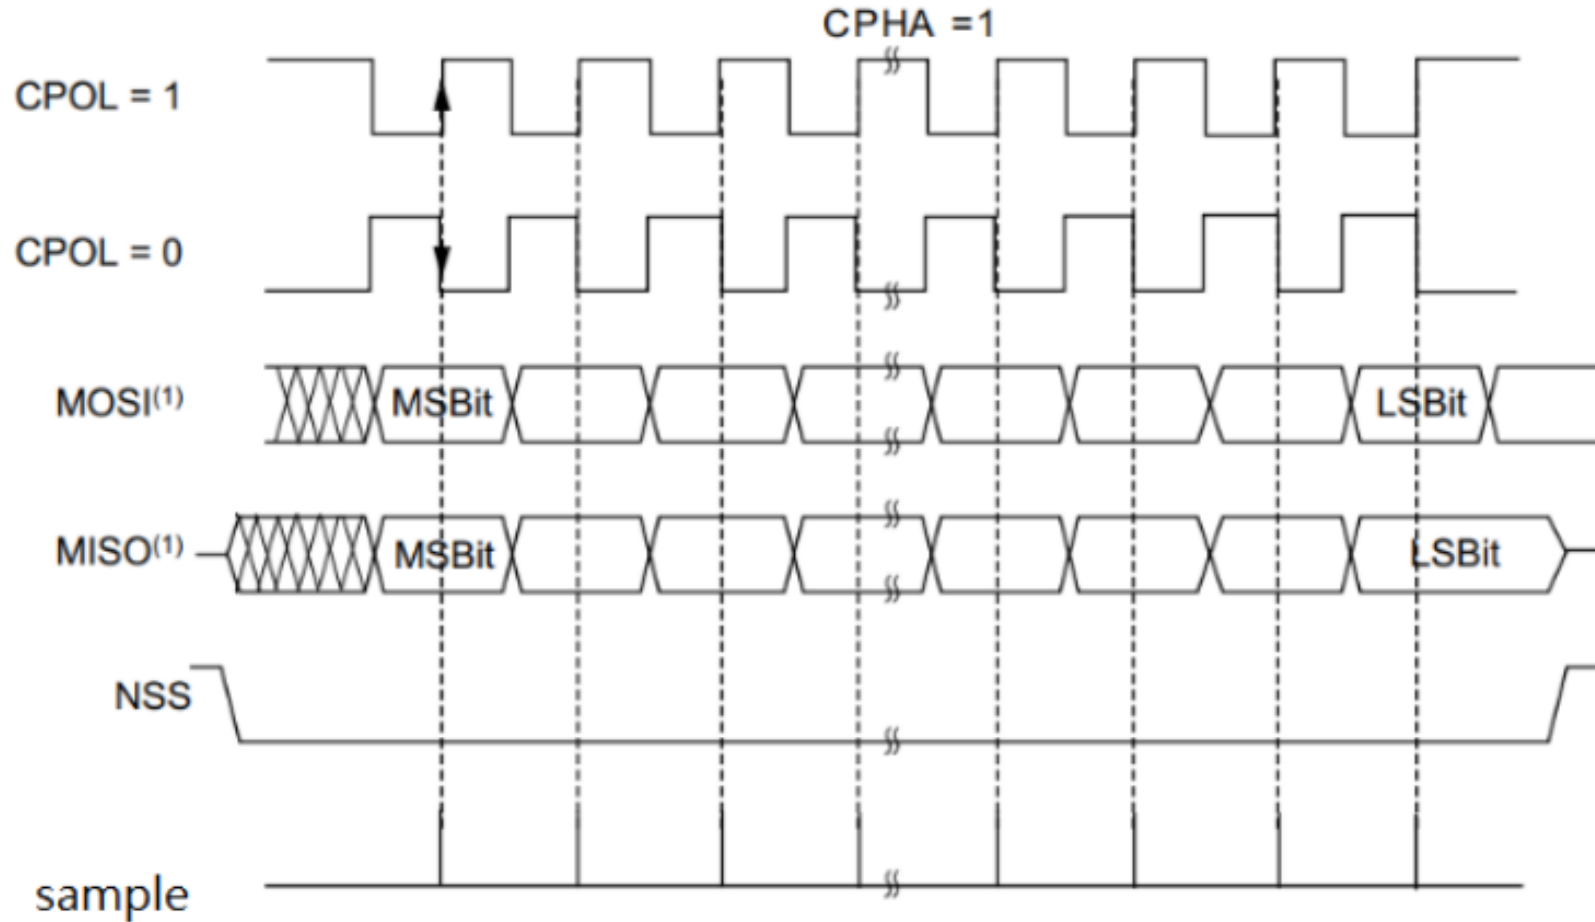 CPHA =1
CPOL = 1
CPOL = 0
MOSI(1) MSBit LSBit
MISO(1) MSBit LSBit
NSS
sample